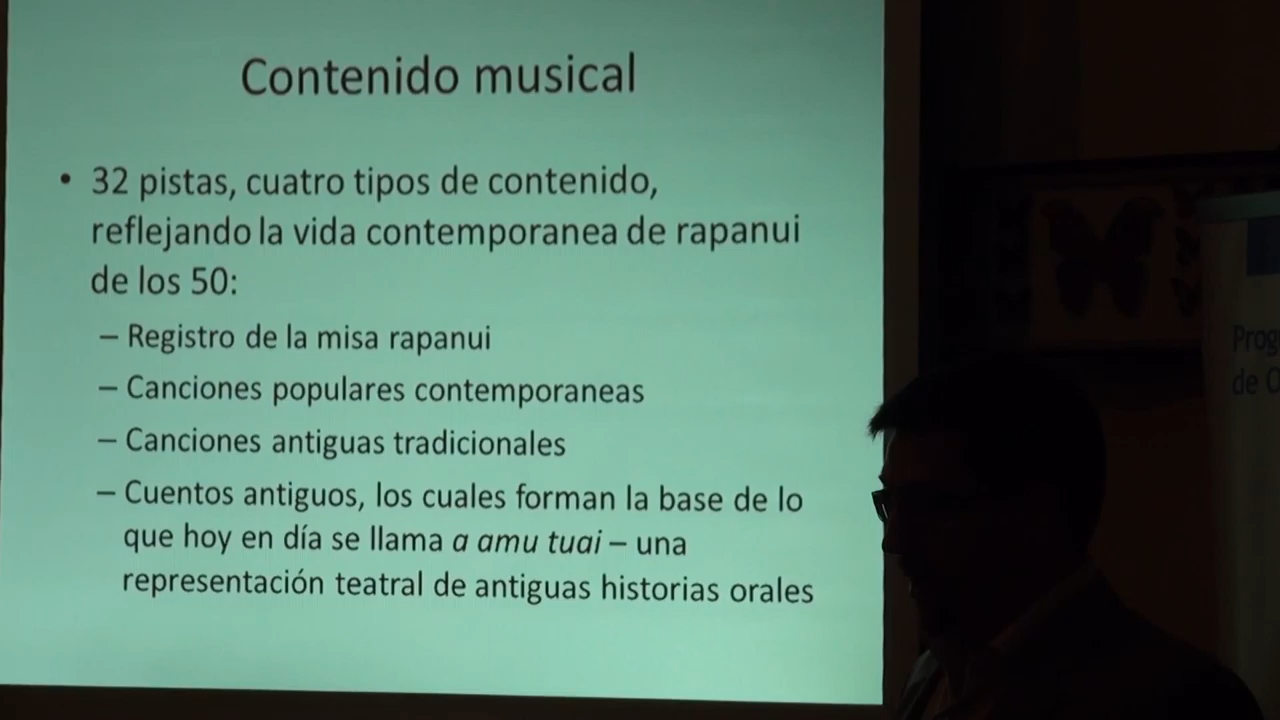 Contenido musical
• 32 pistas, cuatro tipos de contenido,
reflejando la vida contemporanea de rapanui
de los 50:
– Registro de la misa rapanui
– Canciones populares contemporaneas
– Canciones antiguas tradicionales
– Cuentos antiguos, los cuales forman la base de lo
que hoy en día se llama a amu tuai – una
representación teatral de antiguas historias orales
Prog
de